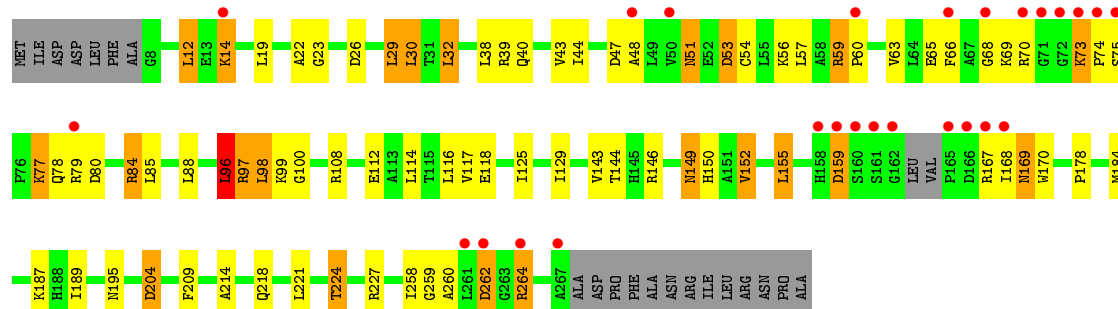 MET ILE ASP ASP LEU PHE ALA G8 L12 E13 K14 L19 A22 G23 D26 L29 L30 T31 L32 L38 R39 Q40 V43 I44 D47 A48 L49 V50 N51 E52 D53 C54 L55 K56 L57 A58 R59 P60 V63 L64 E65 F66 A67 G68 K69 R70 G71 G72 K73 P74 S75
P76 K77 Q78 R79 D80 R84 L85 L88 L96 R97 L98 K99 G100 R108 E112 A113 L114 T115 L116 V117 E118 I125 I129 V143 T144 H145 R146 N149 H150 A151 V152 L155 H158 D159 S160 S161 G162 LEU VAL P165 D166 R167 I168 N169 W170 P178 M184
K187 H188 I189 N195 D204 F209 A214 Q218 L221 T224 R227 I258 G259 A260 L261 D262 G263 R264 A267 ALA ASP PRO PHE ALA ASN ARG ILE LEU ARG ASN PRO ALA